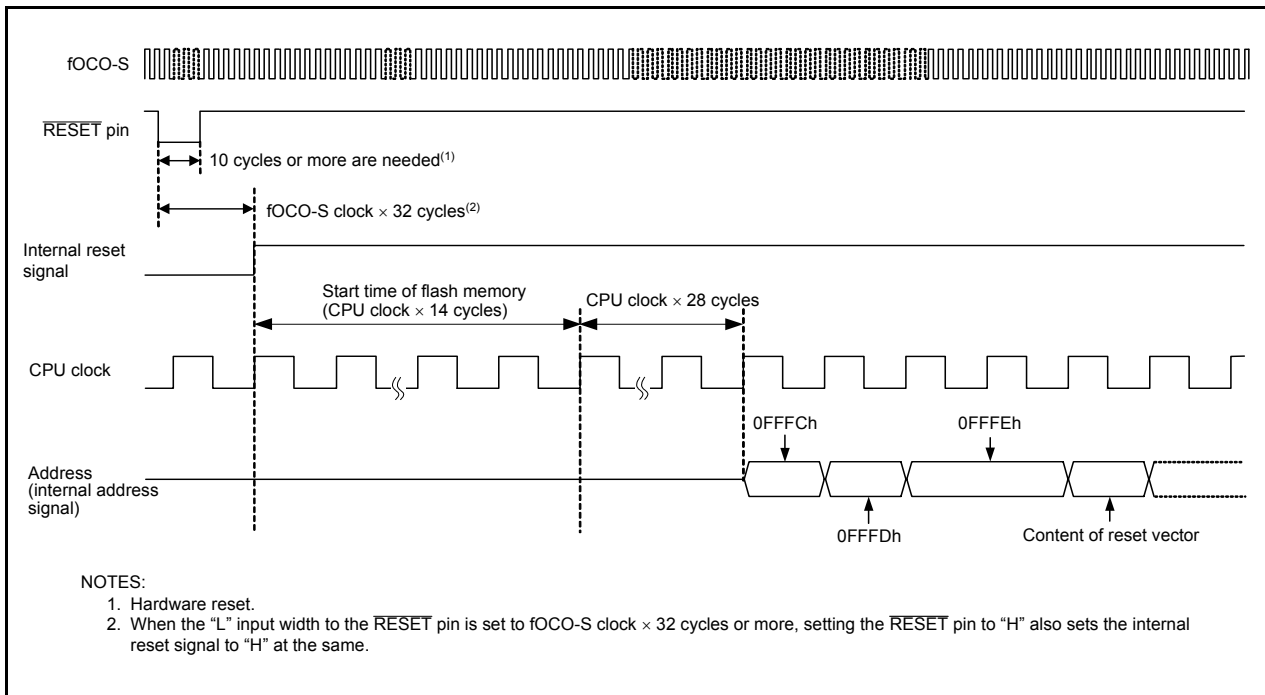 fOCO-S
RESET pin
10 cycles or more are needed(1)
fOCO-S clock × 32 cycles(2)
Internal reset
signal
Start time of flash memory
(CPU clock × 14 cycles)
CPU clock × 28 cycles
CPU clock
0FFFCh
0FFFEh
Address
(internal address
signal)
0FFFDh
Content of reset vector
NOTES:
1. Hardware reset.
2. When the “L” input width to the RESET pin is set to fOCO-S clock × 32 cycles or more, setting the RESET pin to “H” also sets the internal
reset signal to “H” at the same.